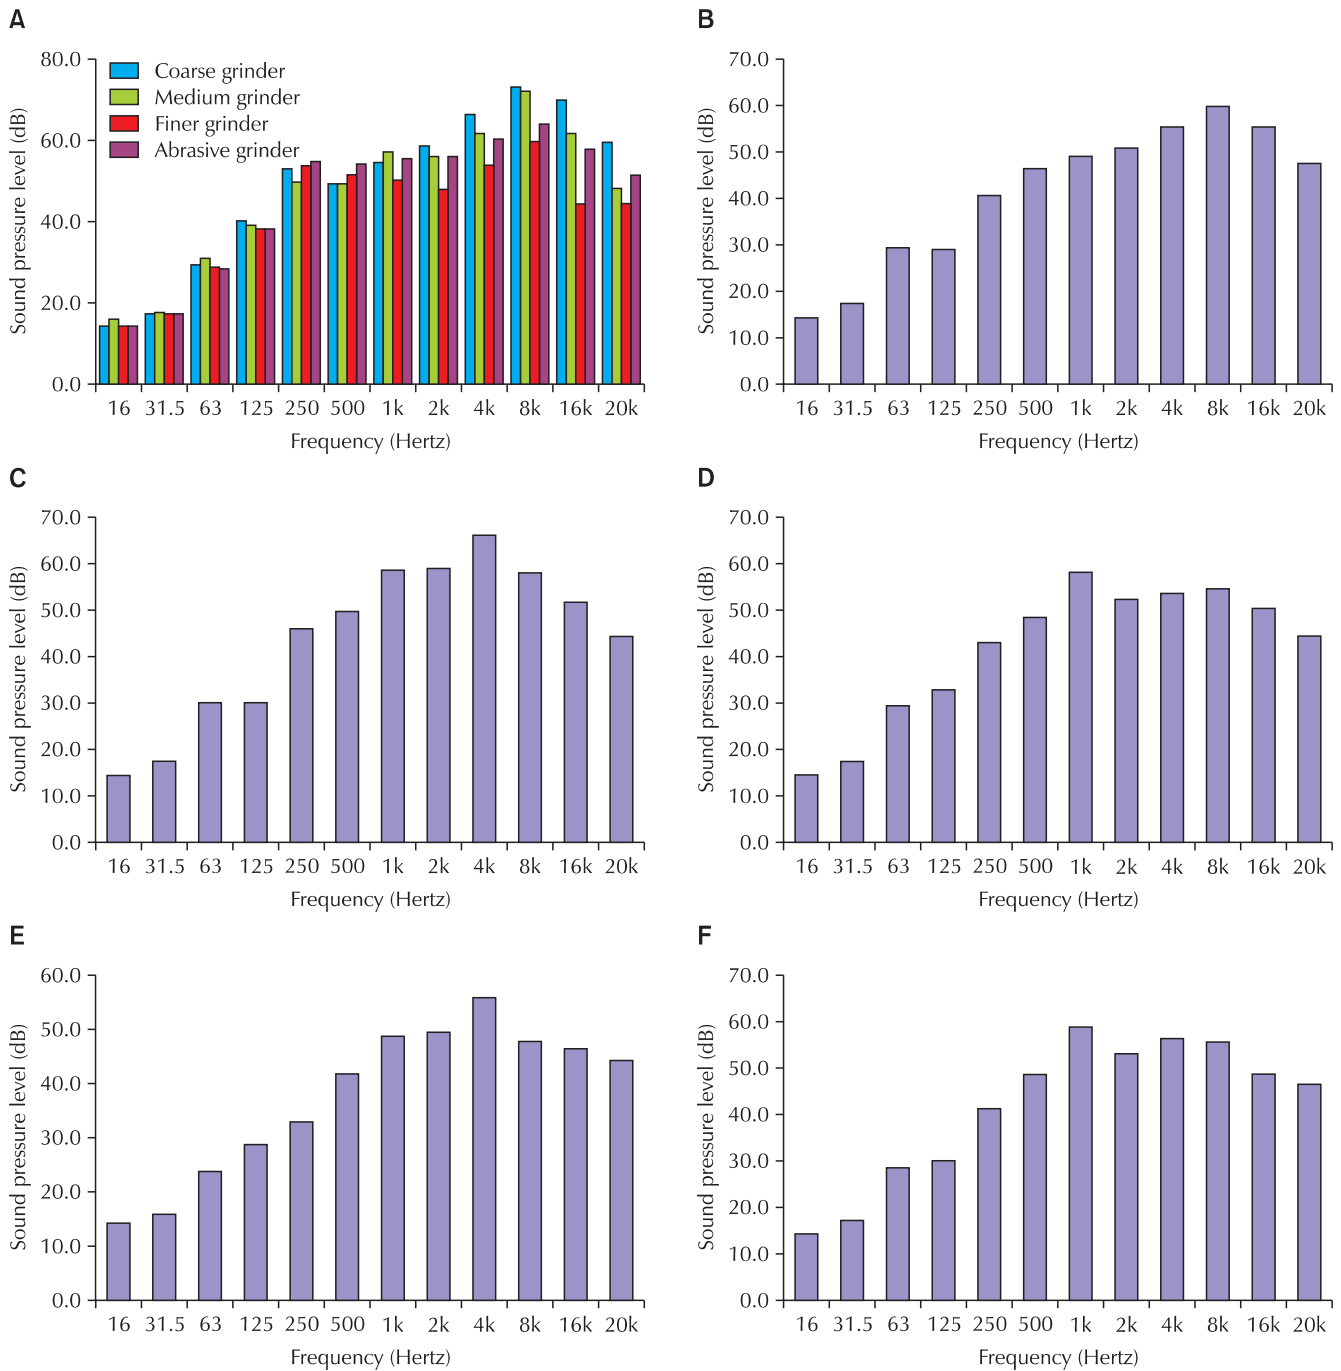 A
Sound pressure level (dB)
80.0
60.0
40.0
20.0
0.0
Coarse grinder
Medium grinder
Finer grinder
Abrasive grinder
16 31.5 63 125 250 500 1k 2k 4k 8k 16k 20k
Frequency (Hertz)
B
Sound pressure level (dB)
70.0
60.0
50.0
40.0
30.0
20.0
10.0
0.0
16 31.5 63 125 250 500 1k 2k 4k 8k 16k 20k
Frequency (Hertz)
C
Sound pressure level (dB)
70.0
60.0
50.0
40.0
30.0
20.0
10.0
0.0
16 31.5 63 125 250 500 1k 2k 4k 8k 16k 20k
Frequency (Hertz)
D
Sound pressure level (dB)
70.0
60.0
50.0
40.0
30.0
20.0
10.0
0.0
16 31.5 63 125 250 500 1k 2k 4k 8k 16k 20k
Frequency (Hertz)
E
Sound pressure level (dB)
60.0
50.0
40.0
30.0
20.0
10.0
0.0
16 31.5 63 125 250 500 1k 2k 4k 8k 16k 20k
Frequency (Hertz)
F
Sound pressure level (dB)
70.0
60.0
50.0
40.0
30.0
20.0
10.0
0.0
16 31.5 63 125 250 500 1k 2k 4k 8k 16k 20k
Frequency (Hertz)